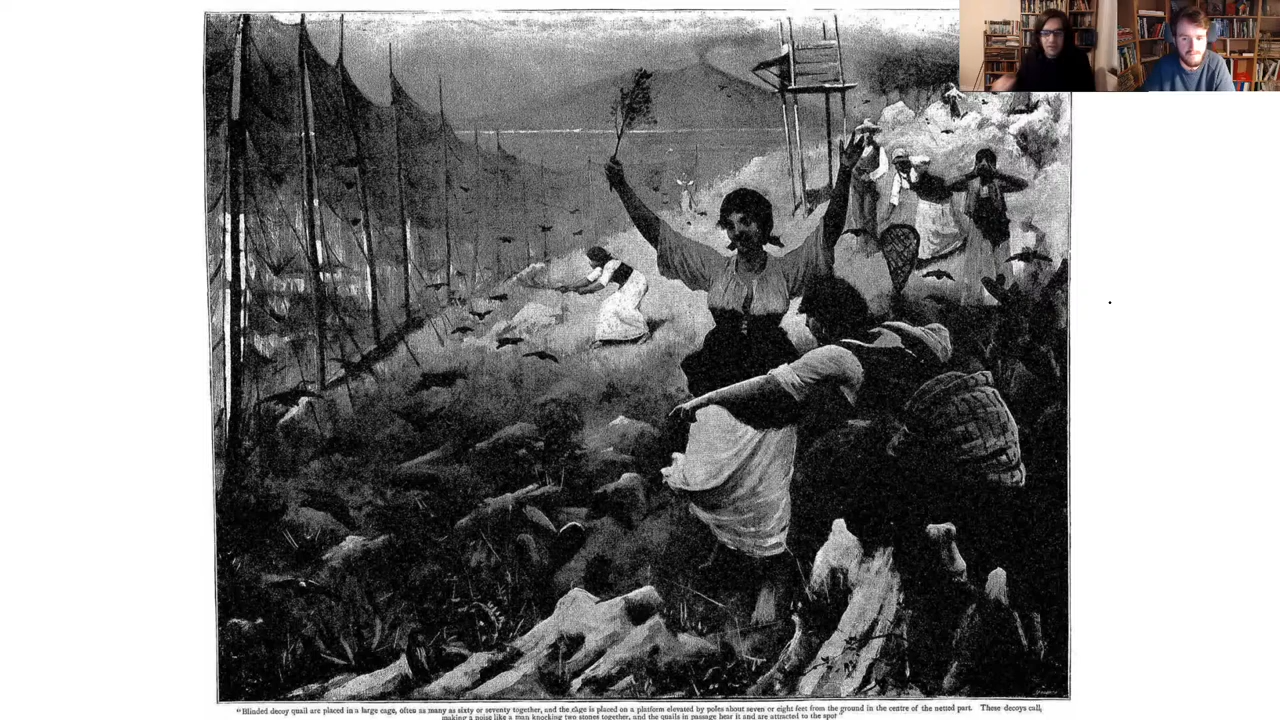 "Blinded decoy quail are placed in a large cage, often as many as sixty or seventy together, and the cage is placed on a platform elevated by poles about seven or eight feet from the ground in the centre of the netted part. These decoys call,
making a noise like a man knocking two stones together, and the quails in passage hear it and are attracted to the spot"